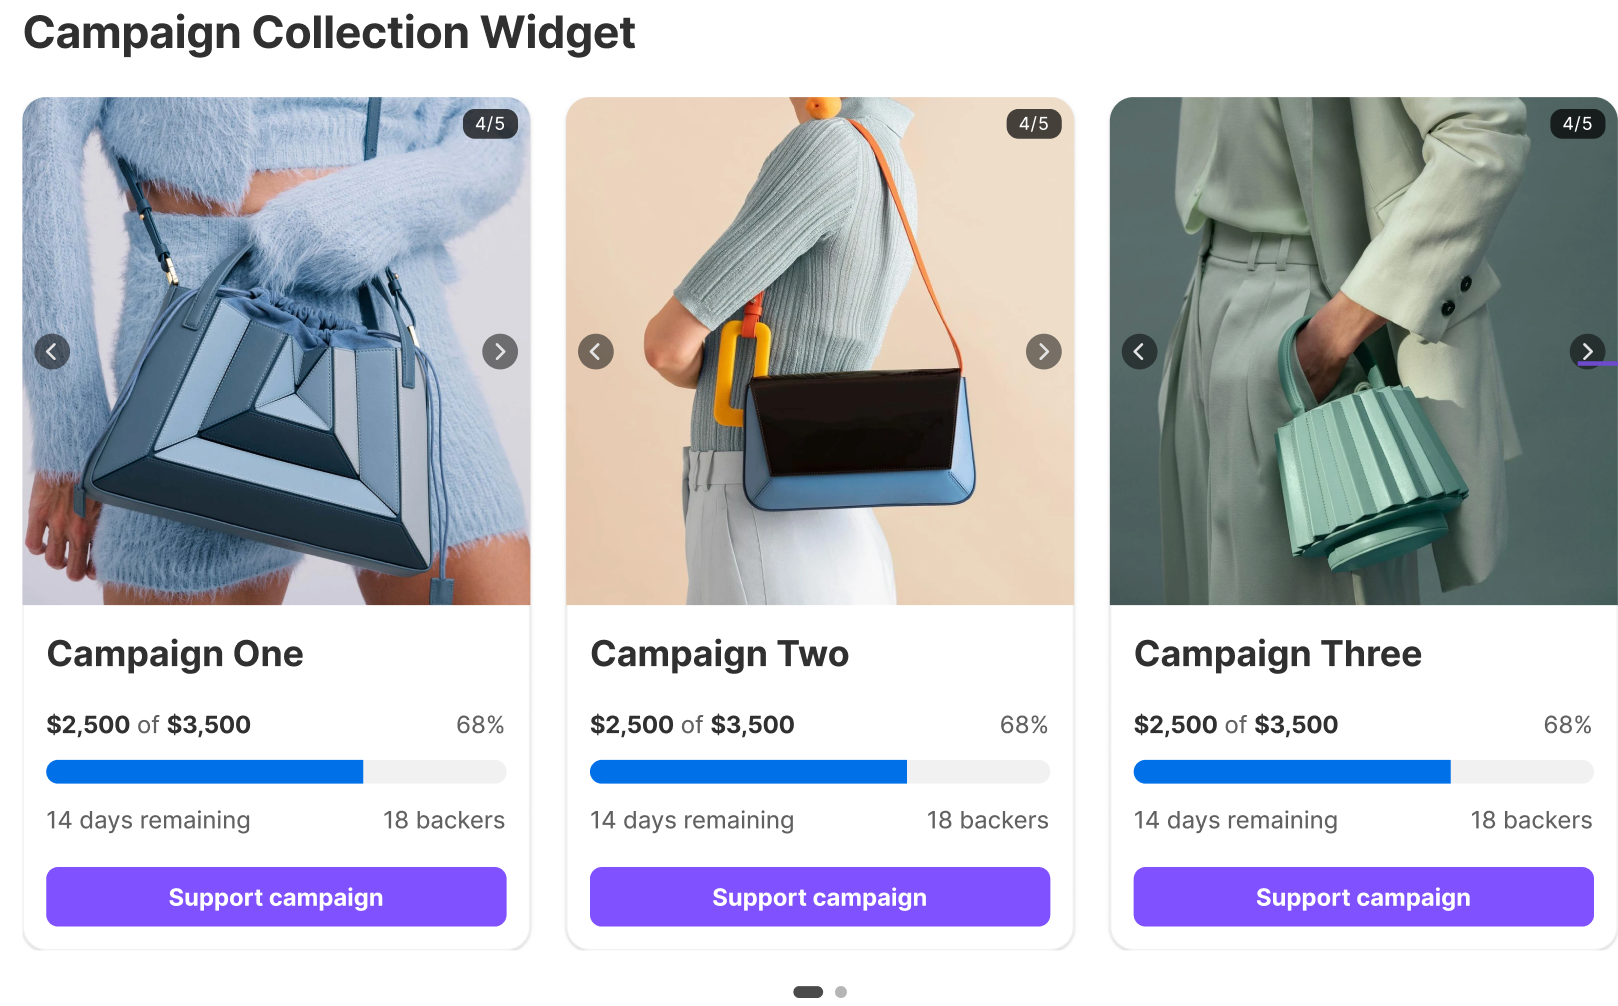 Campaign Collection Widget
4/5
4/5
4/5
Campaign One
$2,500 of $3,500
68%
14 days remaining
18 backers
Support campaign
Campaign Two
$2,500 of $3,500
68%
14 days remaining
18 backers
Support campaign
Campaign Three
$2,500 of $3,500
68%
14 days remaining
18 backers
Support campaign